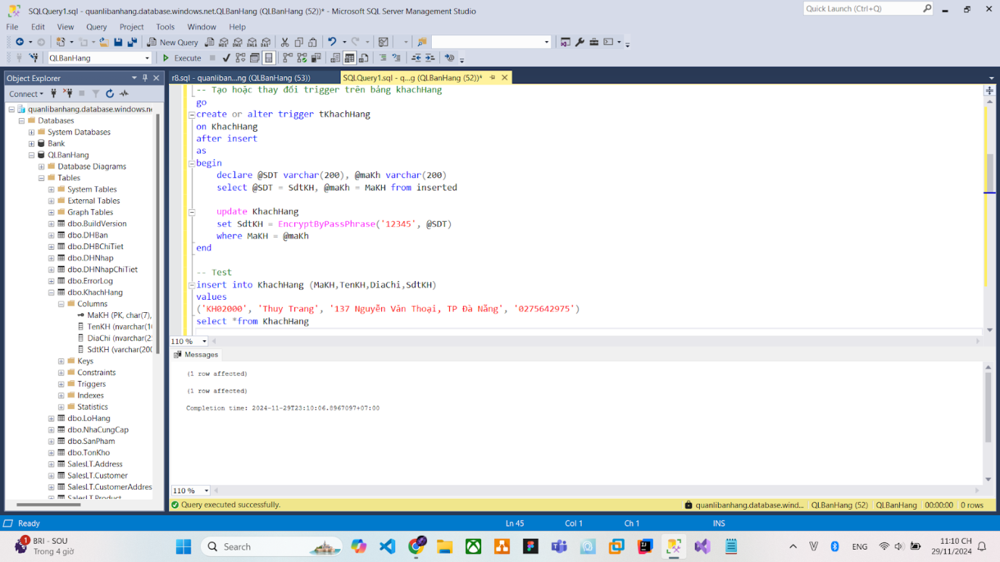 SQLQuery1.sql - quanlibanhang.database.windows.net.QLBanHang (QLBanHang (52))* - Microsoft SQL Server Management Studio
Quick Launch (Ctrl+Q)
File Edit View Query Project Tools Window Help
New Query
QLBanHang
Execute
Object Explorer
Connect
quanlibanhang.database.windows.ne
Databases
System Databases
Bank
QLBanHang
Database Diagrams
Tables
System Tables
External Tables
Graph Tables
dbo.BuildVersion
dbo.DHBan
dbo.DHBChiTiet
dbo.DHNhap
dbo.DHNhapChiTiet
dbo.ErrorLog
dbo.KhachHang
Columns
MaKH (PK, char(7),
TenKH (nvarchar(10
DiaChi (nvarchar(2
SdtKH (varchar(200
Keys
Constraints
Triggers
Indexes
Statistics
dbo.LoHang
dbo.NhaCungCap
dbo.SanPham
dbo.TonKho
SalesLT.Address
SalesLT.Customer
SalesLT.CustomerAddres
SalesLT.Product
r8.sql - quanliban...ng (QLBanHang (53))
SQLQuery1.sql - q...g (QLBanHang (52))*
-- Tạo hoặc thay đổi trigger trên bảng khachHang
go
create or alter trigger tKhachHang
on KhachHang
after insert
as
begin
declare @SDT varchar(200), @maKh varchar(200)
select @SDT = SdtKH, @maKh = MaKH from inserted
update KhachHang
set SdtKH = EncryptByPassPhrase('12345', @SDT)
where MaKH = @maKh
end
-- Test
insert into KhachHang (MaKH,TenKH,DiaChi,SdtKH)
values
('KH02000', 'Thuy Trang', '137 Nguyễn Văn Thoại, TP Đà Nẵng', '0275642975')
select *from KhachHang
110 %
Messages
(1 row affected)
(1 row affected)
Completion time: 2024-11-29T23:10:06.8967097+07:00
110 %
Query executed successfully.
quanlibanhang.database.wind... QLBanHang (52) QLBanHang 00:00:00 0 rows
Ready
Ln 45
Col 1
Ch 1
INS
1
BRI - SOU
Trong 4 giờ
Search
ENG
11:10 CH
29/11/2024